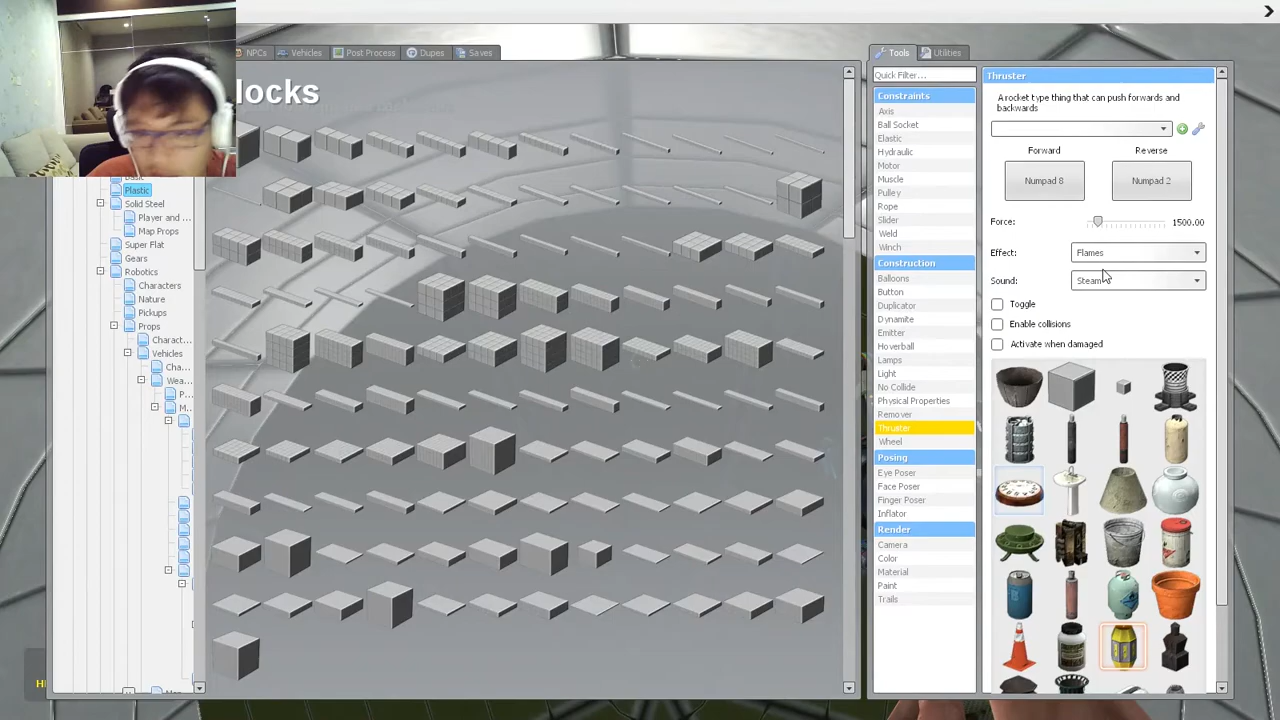 NPCs Vehicles Post Process Dupes Saves
Tools Utilities
locks
Plastic
Solid Steel
Player and ...
Map Props
Super Flat
Gears
Robotics
Characters
Nature
Pickups
Props
Charact...
Vehicles
Cha...
Wea...
P...
M...
Quick Filter...
Constraints
Axis
Ball Socket
Elastic
Hydraulic
Motor
Muscle
Pulley
Rope
Slider
Weld
Winch
Construction
Balloons
Button
Duplicator
Dynamite
Emitter
Hoverball
Lamps
Light
No Collide
Physical Properties
Remover
Thruster
Wheel
Posing
Eye Poser
Face Poser
Finger Poser
Inflator
Render
Camera
Color
Material
Paint
Trails
Thruster
A rocket type thing that can push forwards and
backwards
Forward Reverse
Numpad 8 Numpad 2
Force: 1500.00
Effect: Flames
Sound: Steam
Toggle
Enable collisions
Activate when damaged